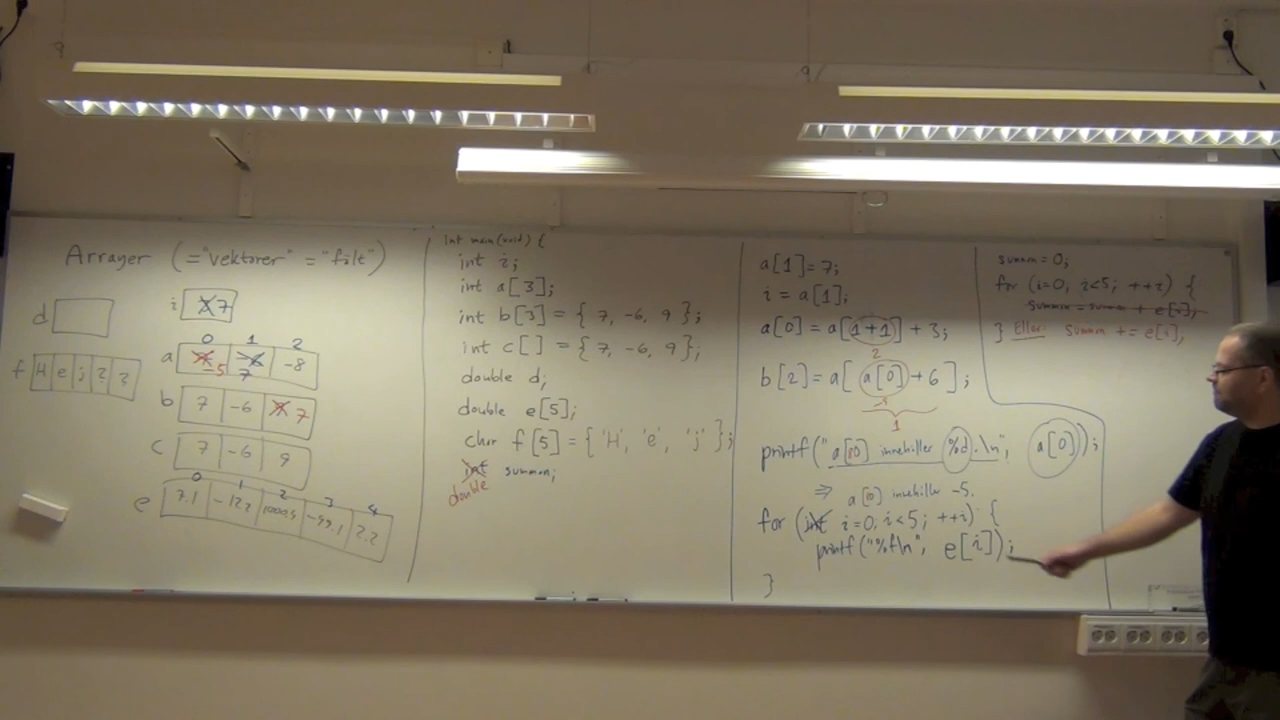 Arrayer (="vektorer" = "fält")
d
i X 7
0 1 2
a -5 7 -8
f H e j ? ?
b 7 -6 7
c 7 -6 9
0 1 2 3 4
e 7.1 -12.2 1000.5 -99.1 2.2
int main(void) {
int i;
int a[3];
int b[3] = { 7, -6, 9 };
int c[] = { 7, -6, 9 };
double d;
double e[5];
char f[5] = { 'H', 'e', 'j' };
int summan;
double
a[1] = 7;
i = a[1];
a[0] = a[1+1] + 3;
2
b[2] = a[ a[0] + 6 ];
-5
1
printf("a[0] innehåller %d.\n", a[0]);
⇒ a[0] innehåller -5.
for (int i=0; i<5; ++i) {
printf("%f\n", e[i]);
}
summan = 0;
for (i=0; i<5; ++i) {
summan = summan + e[i];
} Eller: summan += e[i];